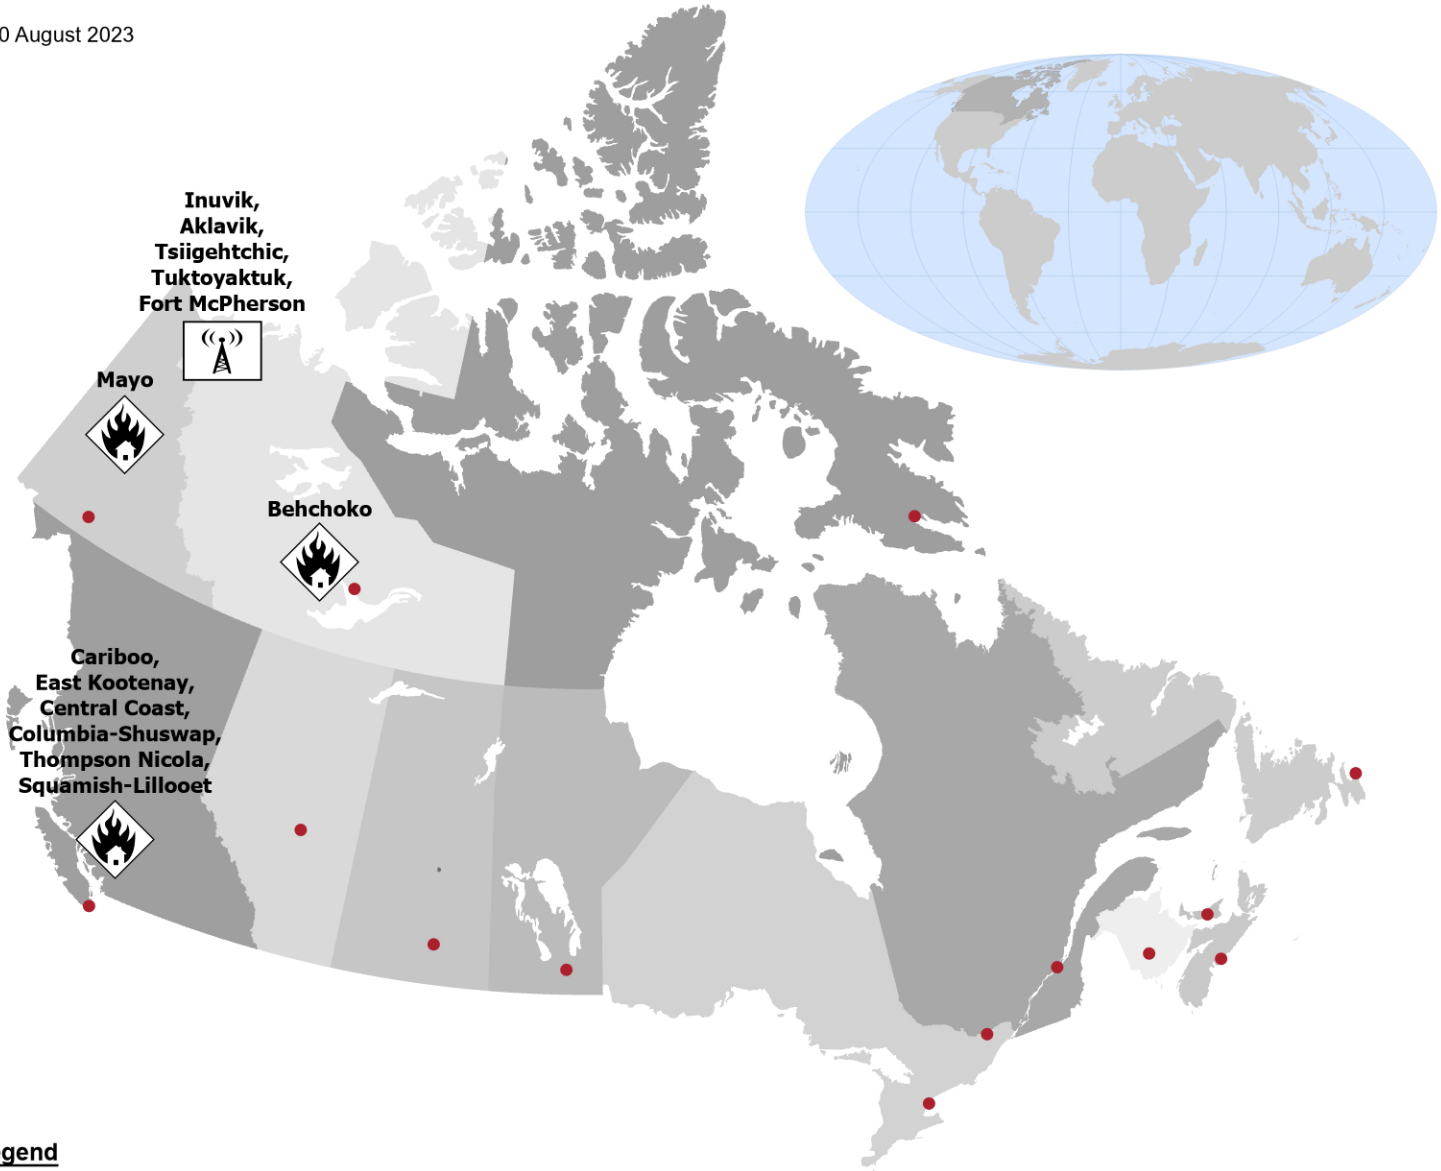 0 August 2023
Inuvik,
Aklavik,
Tsiigehtchic,
Tuktoyaktuk,
Fort McPherson
Mayo
Behchoko
Cariboo,
East Kootenay,
Central Coast,
Columbia-Shuswap,
Thompson Nicola,
Squamish-Lillooet
gend